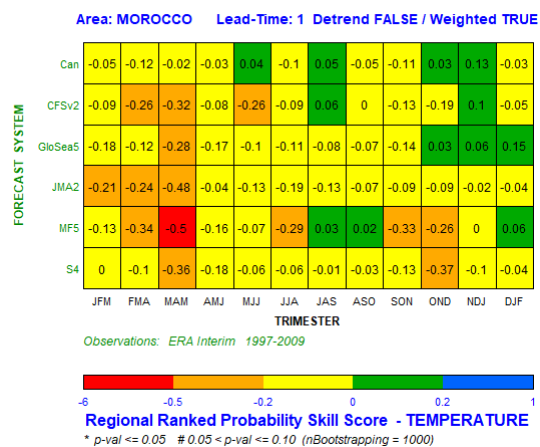 Area: MOROCCO Lead-Time: 1 Detrend FALSE / Weighted TRUE
FORECAST SYSTEM
Can -0.05 -0.12 -0.02 -0.03 0.04 -0.1 0.05 -0.05 -0.11 0.03 0.13 -0.03
CFSv2 -0.09 -0.26 -0.32 -0.08 -0.26 -0.09 0.06 0 -0.13 -0.19 0.1 -0.05
GloSea5 -0.18 -0.12 -0.28 -0.17 -0.1 -0.11 -0.08 -0.07 -0.14 0.03 0.06 0.15
JMA2 -0.21 -0.24 -0.48 -0.04 -0.13 -0.19 -0.13 -0.07 -0.09 -0.09 -0.02 -0.04
MF5 -0.13 -0.34 -0.5 -0.16 -0.07 -0.29 0.03 0.02 -0.33 -0.26 0 0.06
S4 0 -0.1 -0.36 -0.18 -0.06 -0.06 -0.01 -0.03 -0.13 -0.37 -0.1 -0.04
JFM FMA MAM AMJ MJJ JJA JAS ASO SON OND NDJ DJF
TRIMESTER
Observations: ERA Interim 1997-2009
-6 -0.5 -0.2 0 0.2 1
Regional Ranked Probability Skill Score - TEMPERATURE
* p-val <= 0.05 # 0.05 < p-val <= 0.10 (nBootstrapping = 1000)